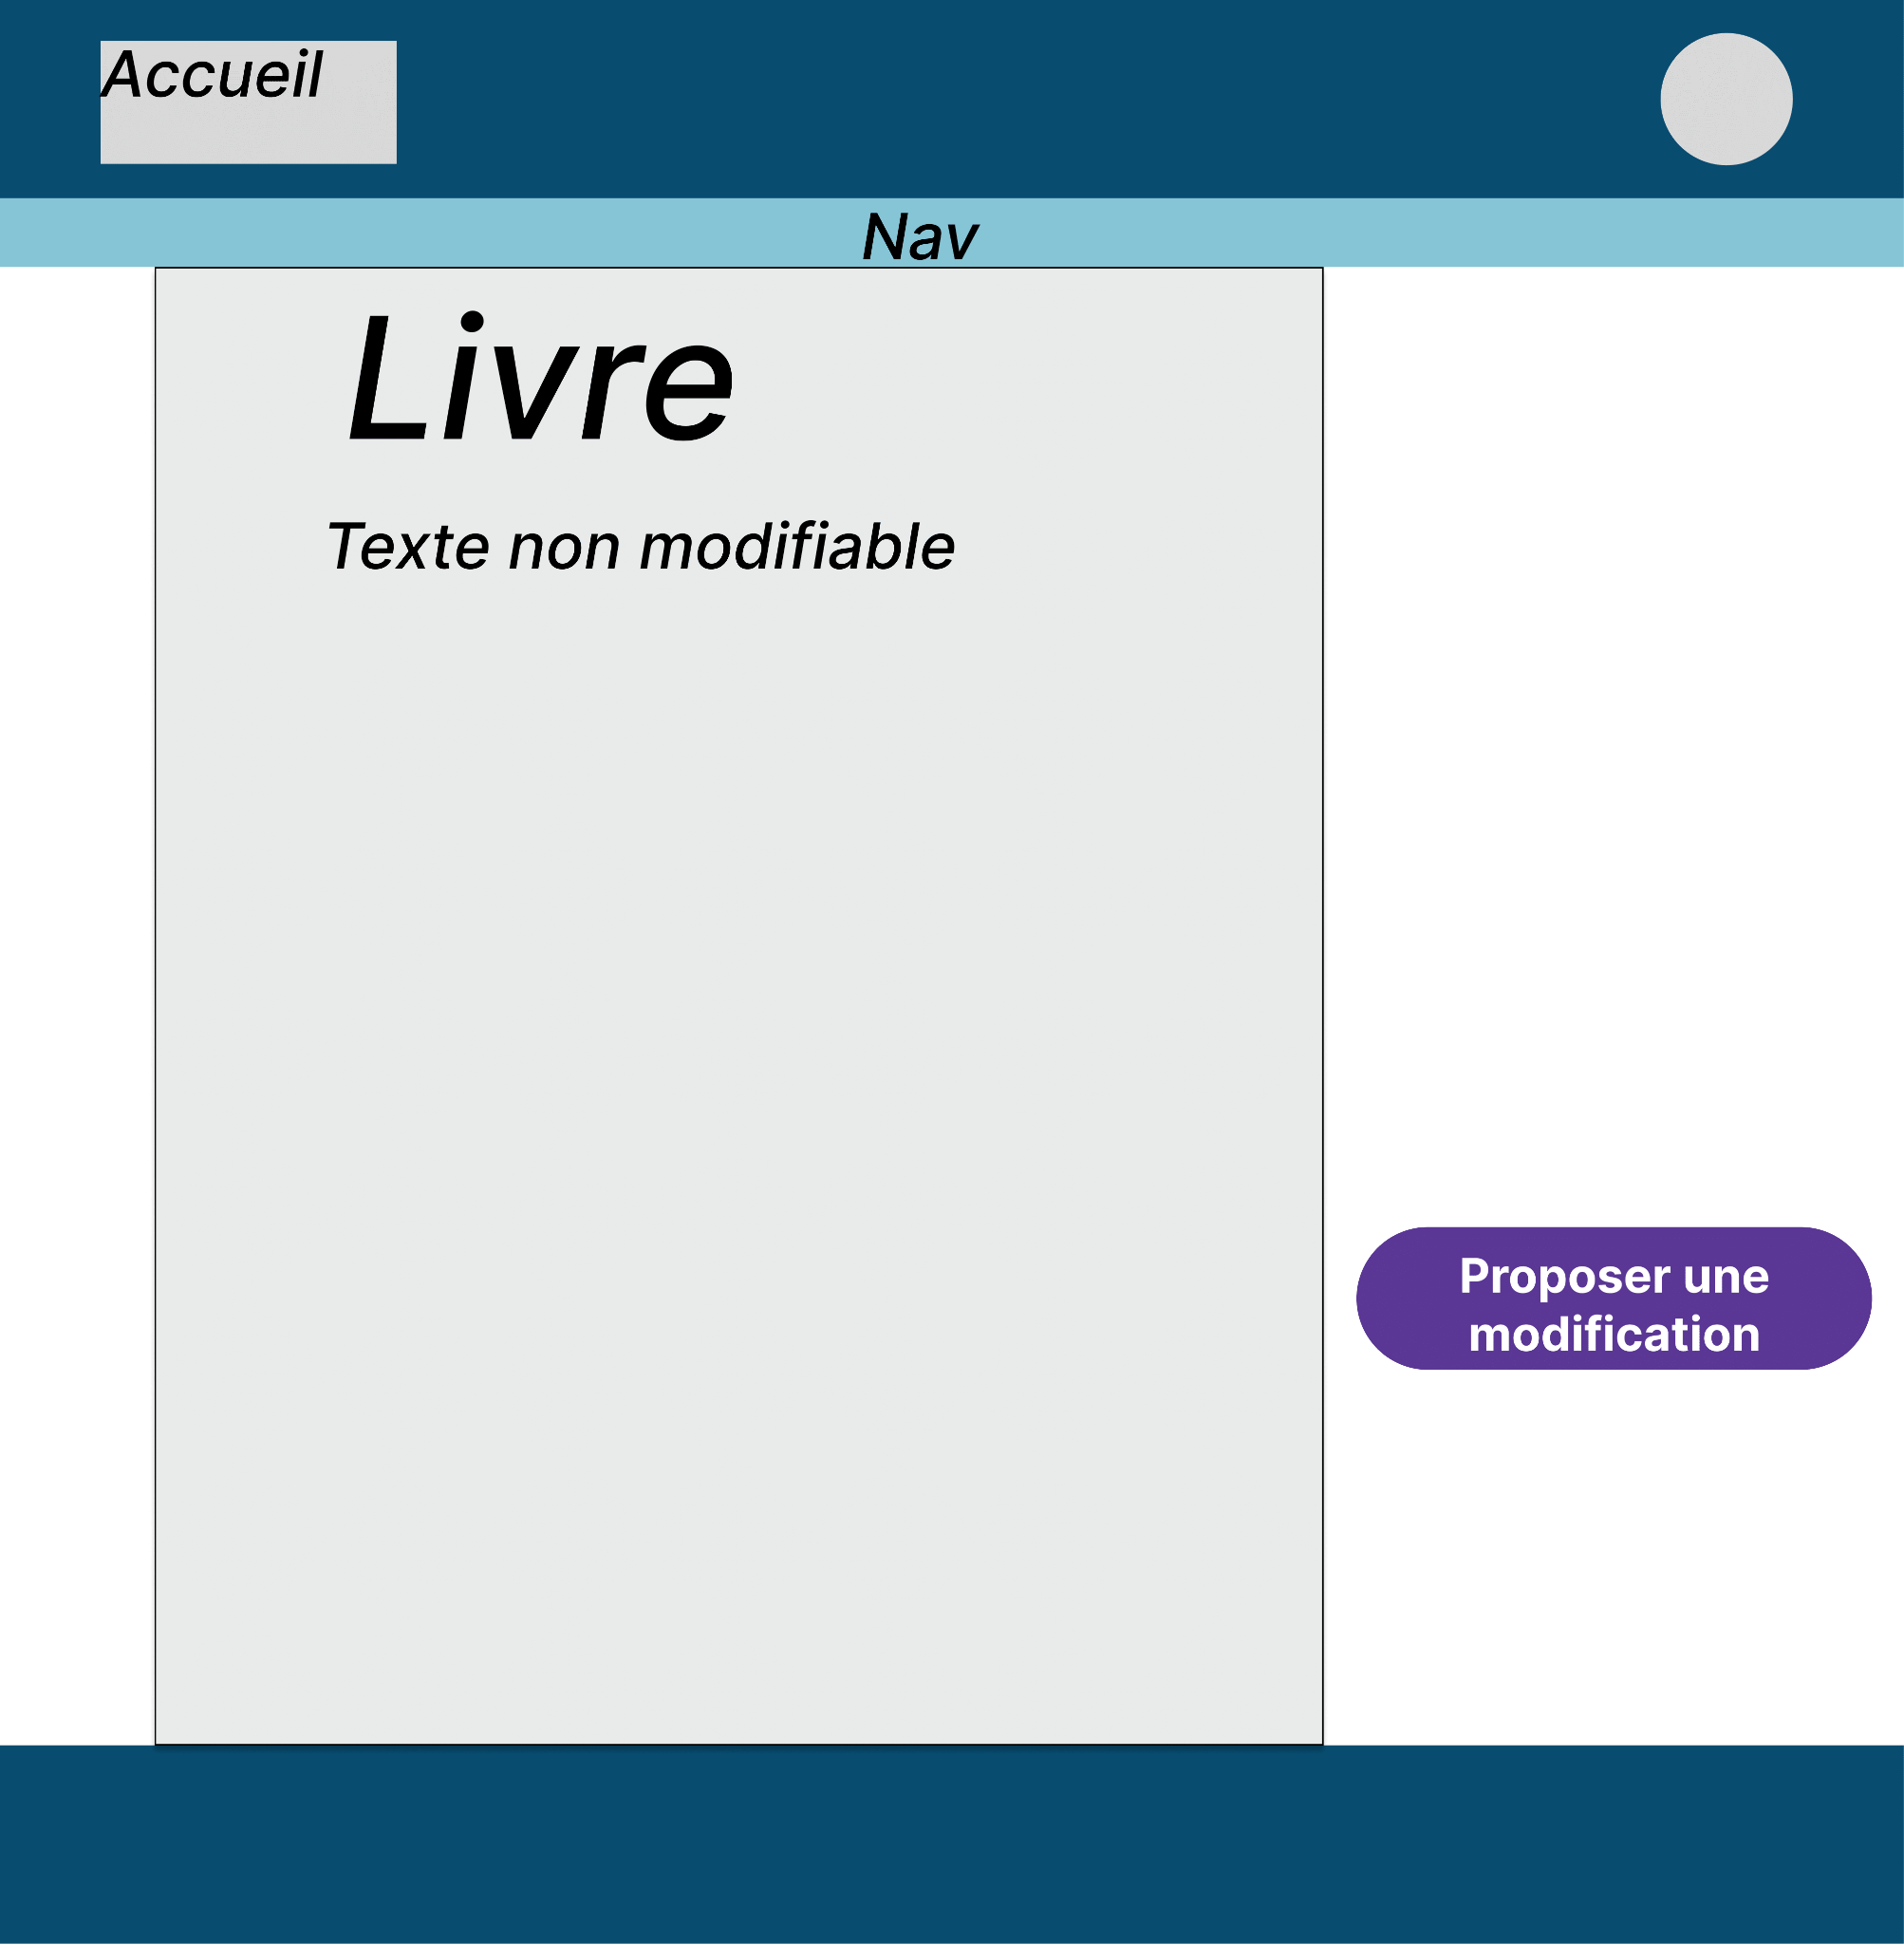 Accueil
Nav
Livre
Texte non modifiable
Proposer une
modification